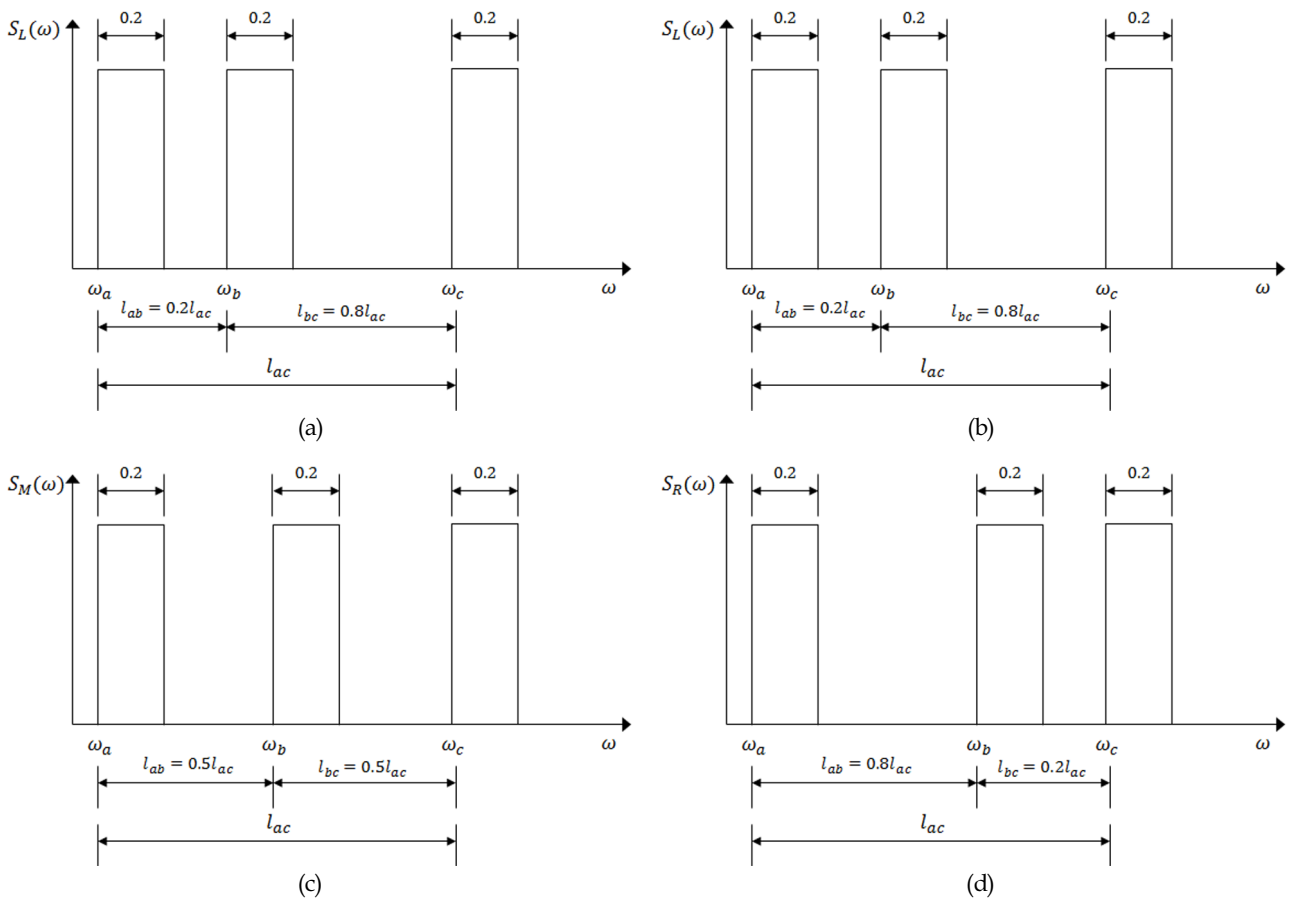 S_L(ω) 0.2 0.2 0.2
ω_a ω_b ω_c ω
l_ab = 0.2l_ac l_bc = 0.8l_ac
l_ac
(a)
S_L(ω) 0.2 0.2 0.2
ω_a ω_b ω_c ω
l_ab = 0.2l_ac l_bc = 0.8l_ac
l_ac
(b)
S_M(ω) 0.2 0.2 0.2
ω_a ω_b ω_c ω
l_ab = 0.5l_ac l_bc = 0.5l_ac
l_ac
(c)
S_R(ω) 0.2 0.2 0.2
ω_a ω_b ω_c ω
l_ab = 0.8l_ac l_bc = 0.2l_ac
l_ac
(d)